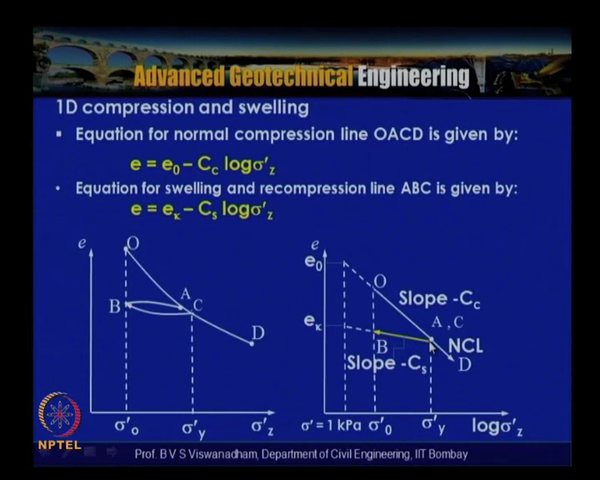 Advanced Geotechnical Engineering
1D compression and swelling
▪ Equation for normal compression line OACD is given by:
e = e₀ – C꜀ logσ'z
• Equation for swelling and recompression line ABC is given by:
e = eκ – Cₛ logσ'z
e
O
A
B
C
D
σ'o
σ'y
σ'z
e
e₀
O
Slope -C꜀
A , C
eκ
B
NCL
Slope -Cₛ
D
σ' = 1 kPa
σ'₀
σ'y
logσ'z
NPTEL
Prof. B V S Viswanadham, Department of Civil Engineering, IIT Bombay